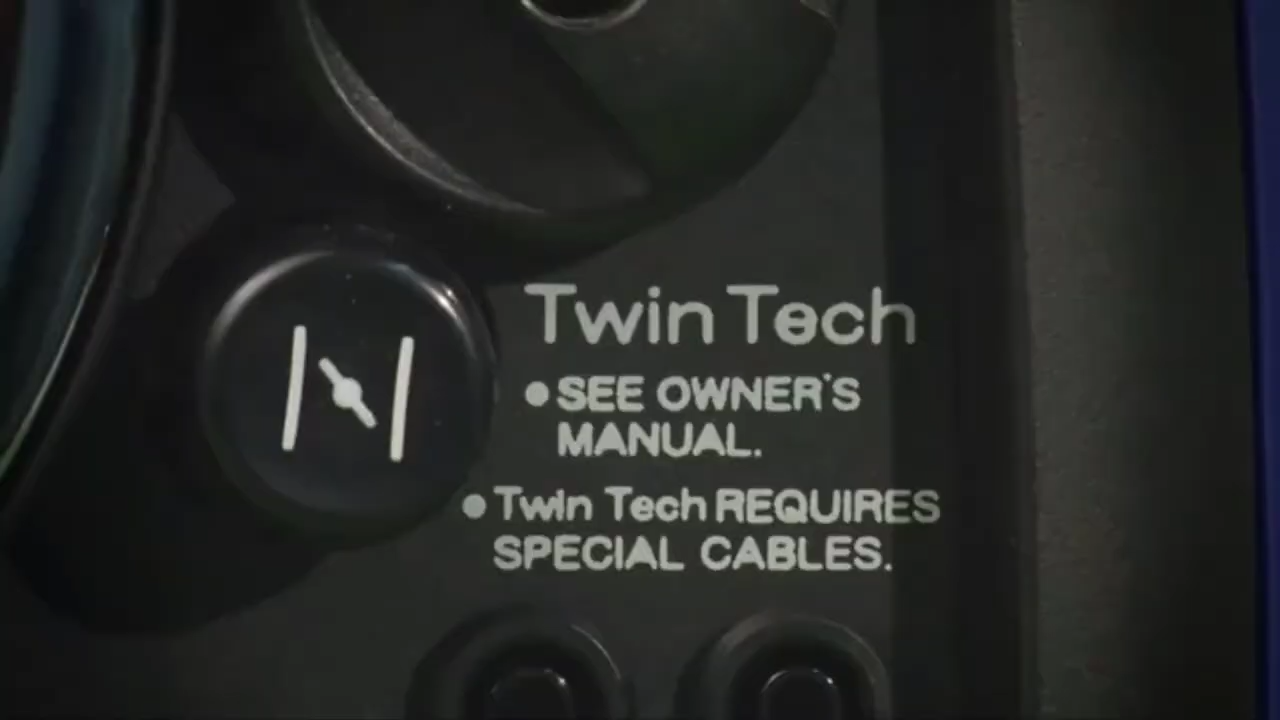 Twin Tech
•SEE OWNER'S
MANUAL.
•Twin Tech REQUIRES
SPECIAL CABLES.